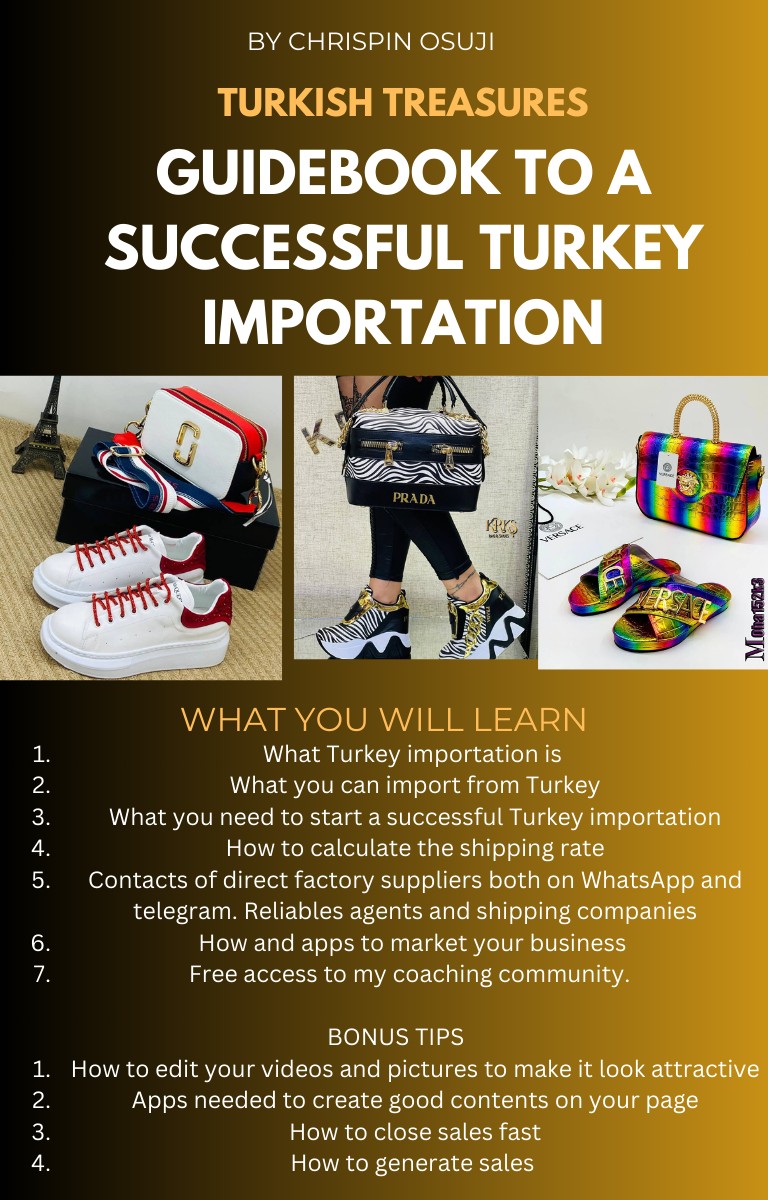 BY CHRISPIN OSUJI
TURKISH TREASURES
GUIDEBOOK TO A
SUCCESSFUL TURKEY
IMPORTATION
PRADA
KRKS
VERSACE
VERSACE
Moha152k3
WHAT YOU WILL LEARN
1. What Turkey importation is
2. What you can import from Turkey
3. What you need to start a successful Turkey importation
4. How to calculate the shipping rate
5. Contacts of direct factory suppliers both on WhatsApp and
telegram. Reliables agents and shipping companies
6. How and apps to market your business
7. Free access to my coaching community.
BONUS TIPS
1. How to edit your videos and pictures to make it look attractive
2. Apps needed to create good contents on your page
3. How to close sales fast
4. How to generate sales